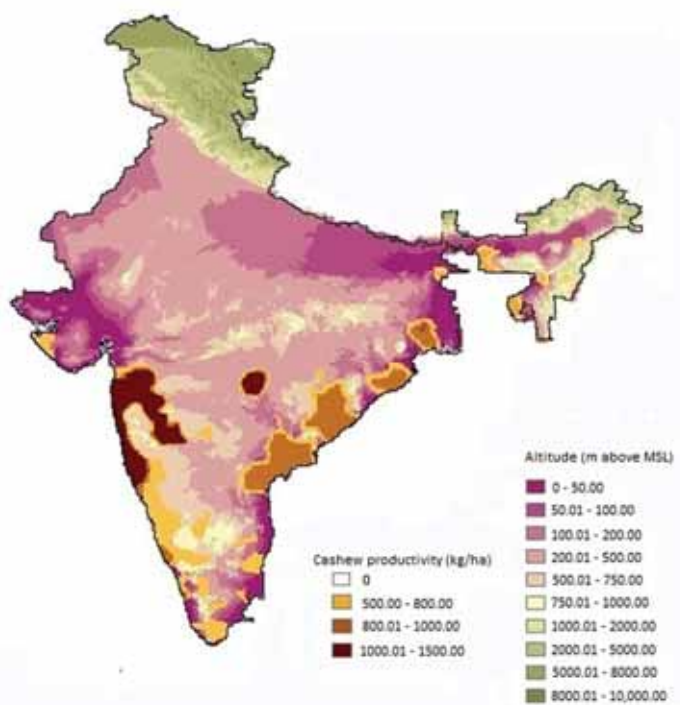 Altitude (m above MSL)
0 - 50.00
50.01 - 100.00
100.01 - 200.00
200.01 - 500.00
500.01 - 750.00
750.01 - 1000.00
1000.01 - 2000.00
2000.01 - 5000.00
5000.01 - 8000.00
8000.01 - 10,000.00
Cashew productivity (kg/ha)
0
500.00 - 800.00
800.01 - 1000.00
1000.01 - 1500.00